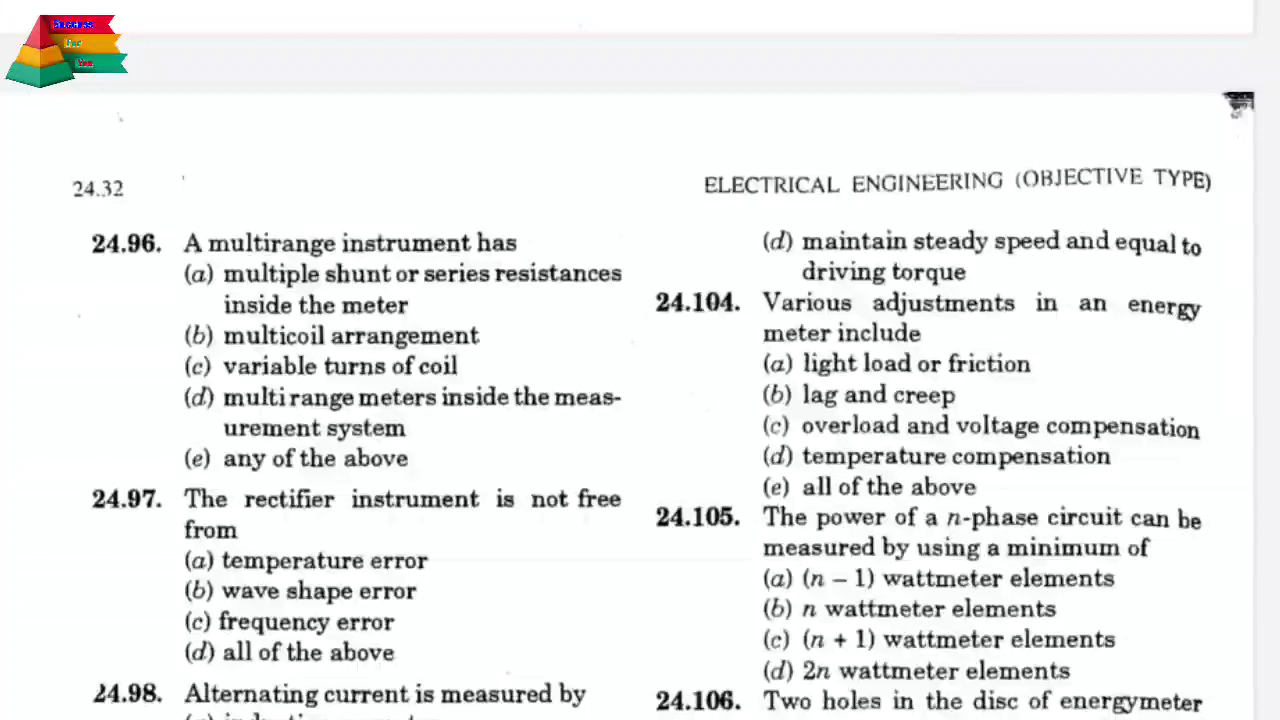 Success
For
You
24.32
ELECTRICAL ENGINEERING (OBJECTIVE TYPE)
24.96. A multirange instrument has
(a) multiple shunt or series resistances
inside the meter
(b) multicoil arrangement
(c) variable turns of coil
(d) multi range meters inside the meas-
urement system
(e) any of the above
24.97. The rectifier instrument is not free
from
(a) temperature error
(b) wave shape error
(c) frequency error
(d) all of the above
24.98. Alternating current is measured by
(d) maintain steady speed and equal to
driving torque
24.104. Various adjustments in an energy
meter include
(a) light load or friction
(b) lag and creep
(c) overload and voltage compensation
(d) temperature compensation
(e) all of the above
24.105. The power of a n-phase circuit can be
measured by using a minimum of
(a) (n – 1) wattmeter elements
(b) n wattmeter elements
(c) (n + 1) wattmeter elements
(d) 2n wattmeter elements
24.106. Two holes in the disc of energymeter